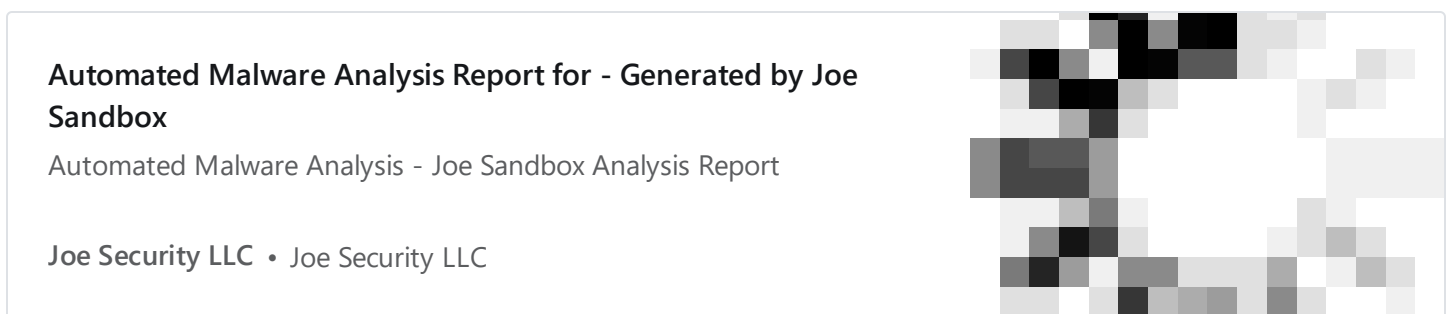 Automated Malware Analysis Report for - Generated by Joe
Sandbox
Automated Malware Analysis - Joe Sandbox Analysis Report
Joe Security LLC • Joe Security LLC